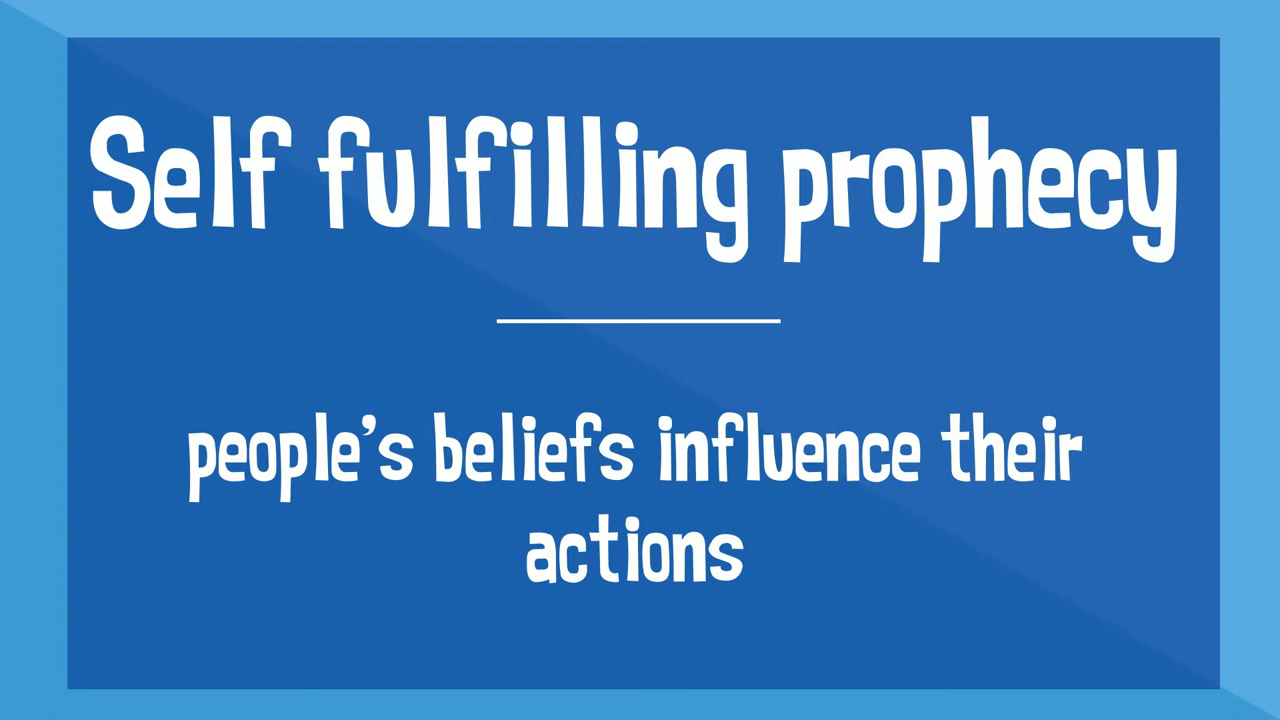 Self fulfilling prophecy
people's beliefs influence their
actions